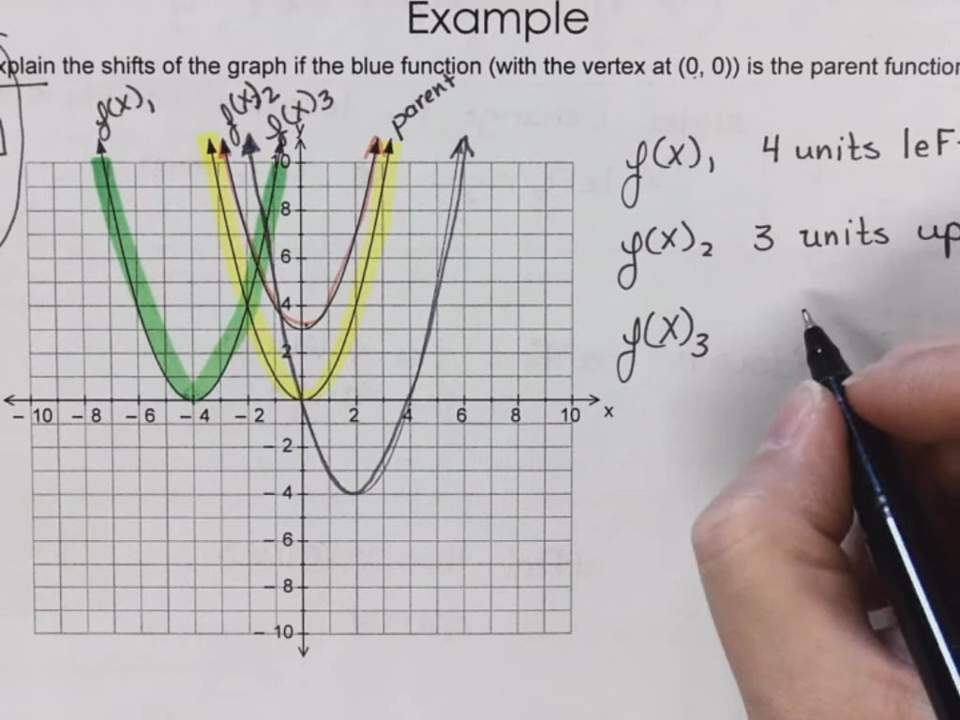 Example
xplain the shifts of the graph if the blue function (with the vertex at (0, 0)) is the parent function
f(x)₁
f(x)2
f(x)3
parent
y
10
8
6
4
2
- 10 - 8 - 6 - 4 - 2 2 4 6 8 10 x
- 2
- 4
- 6
- 8
- 10
f(x)₁ 4 units lef
f(x)₂ 3 units up
f(x)₃